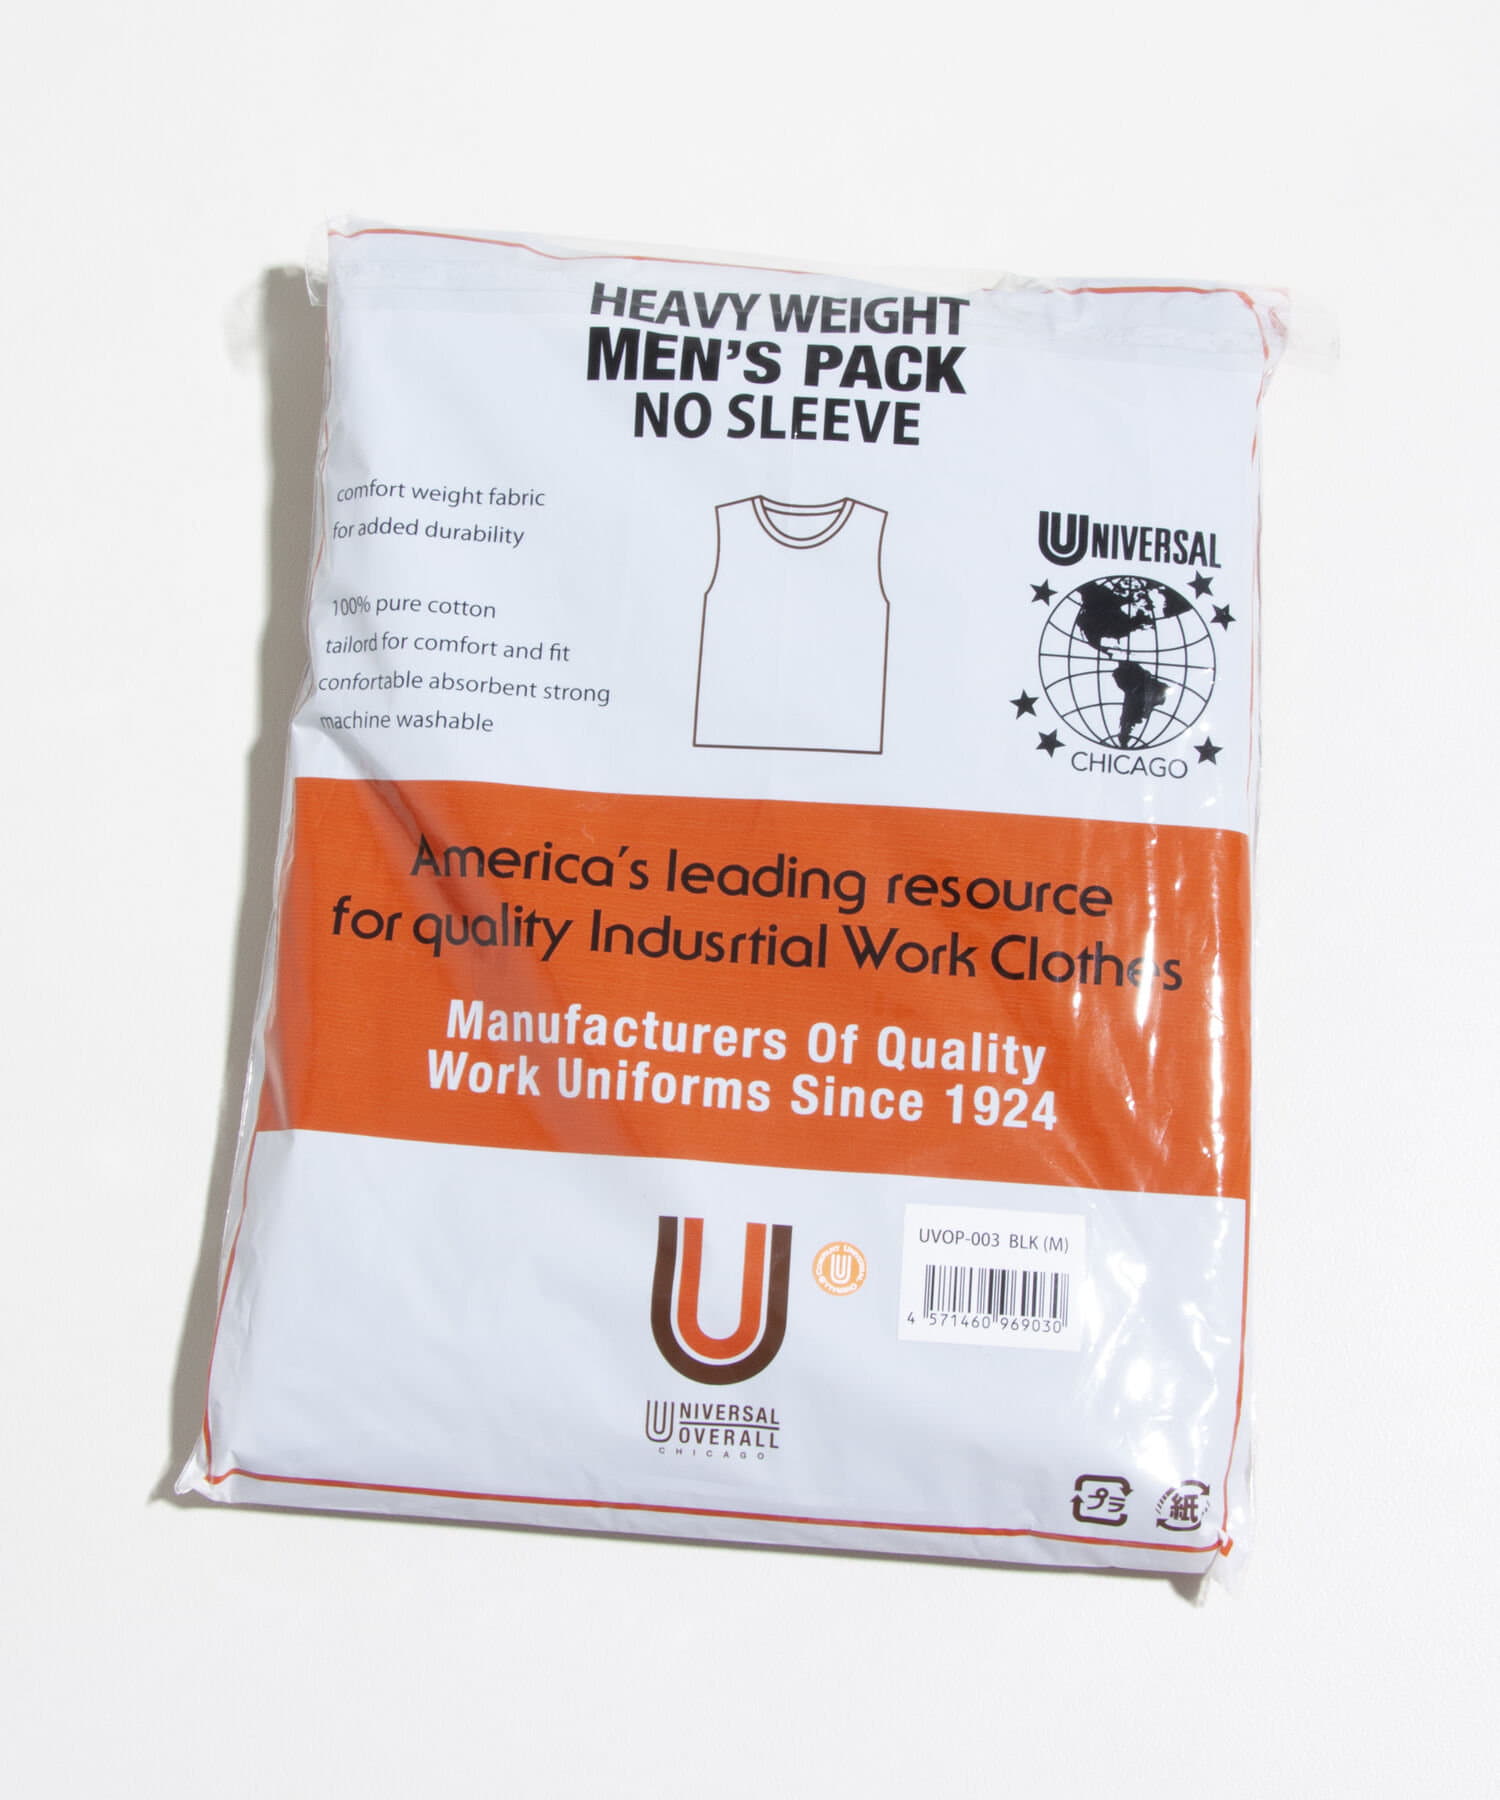 HEAVY WEIGHT
MEN'S PACK
NO SLEEVE
comfort weight fabric
for added durability
100% pure cotton
tailord for comfort and fit
confortable absorbent strong
machine washable
UNIVERSAL
CHICAGO
America's leading resource
for quality Indusrtial Work Clothes
Manufacturers Of Quality
Work Uniforms Since 1924
U
UNIVERSAL
OVERALL
CHICAGO
U
UVOP-003 BLK (M)
4 571460 969030
プラ
紙